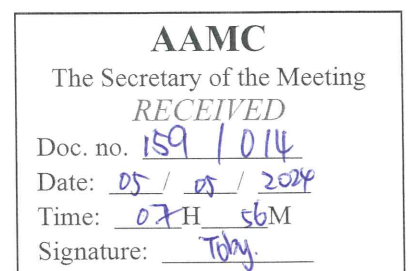 AAMC
The Secretary of the Meeting
RECEIVED
Doc. no. 159 / 014
Date: 05 / 05 / 2024
Time: 07H 56M
Signature: Toby.